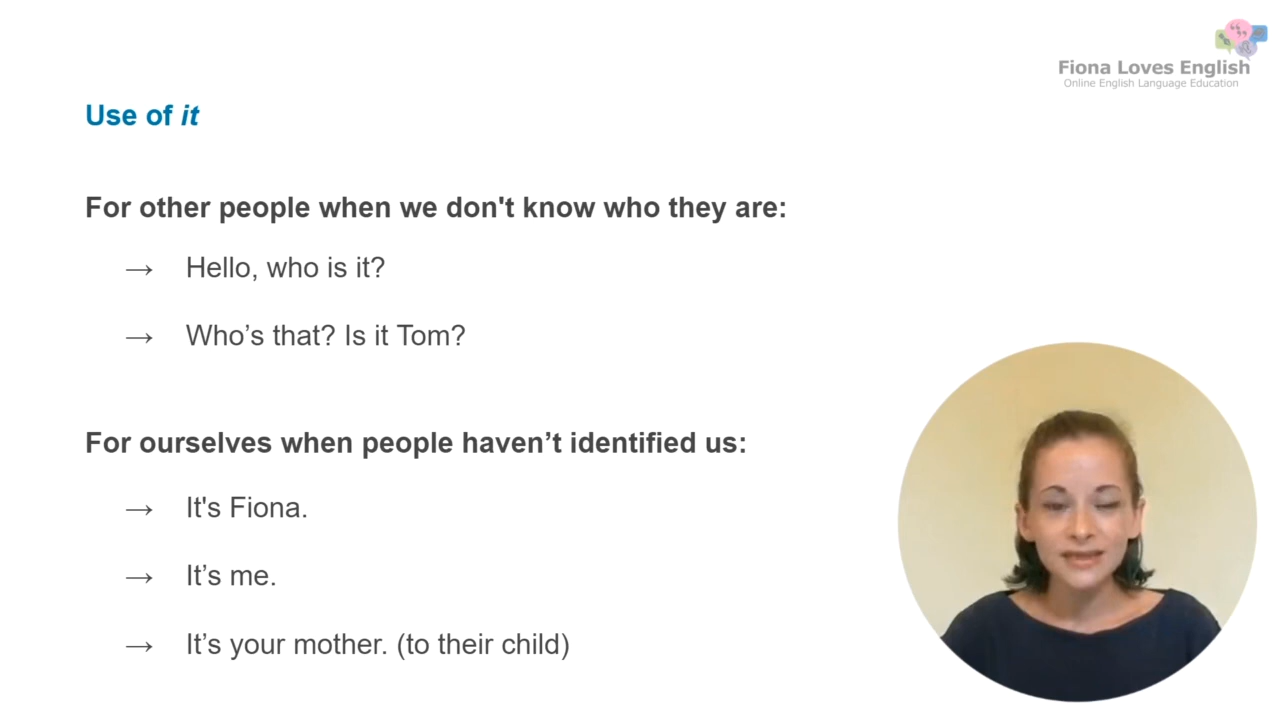 Fiona Loves English
Online English Language Education
Use of it
For other people when we don't know who they are:
→ Hello, who is it?
→ Who’s that? Is it Tom?
For ourselves when people haven’t identified us:
→ It's Fiona.
→ It’s me.
→ It’s your mother. (to their child)